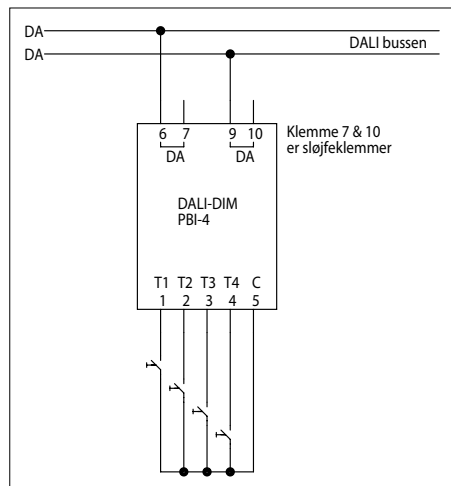 DA
DALI bussen
DA
6 7 9 10
DA DA
Klemme 7 & 10
er sløjfeklemmer
DALI-DIM
PBI-4
T1 T2 T3 T4 C
1 2 3 4 5